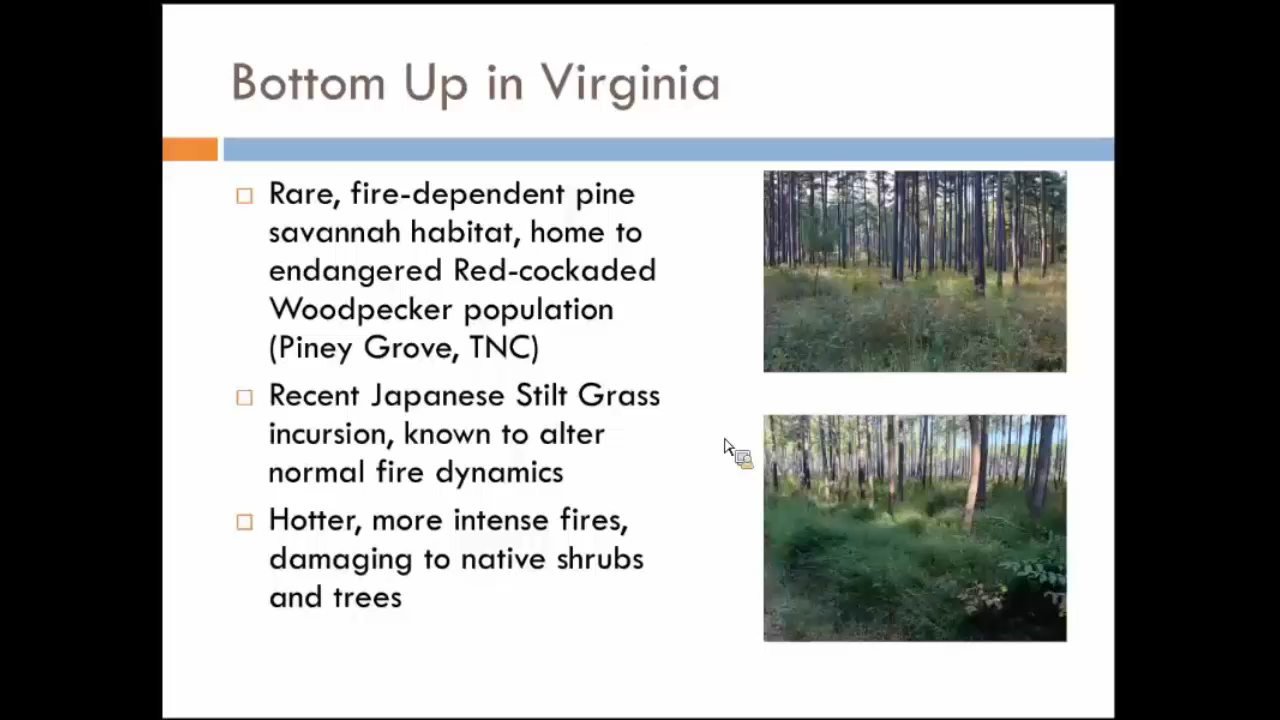 Bottom Up in Virginia
Rare, fire-dependent pine
savannah habitat, home to
endangered Red-cockaded
Woodpecker population
(Piney Grove, TNC)
Recent Japanese Stilt Grass
incursion, known to alter
normal fire dynamics
Hotter, more intense fires,
damaging to native shrubs
and trees